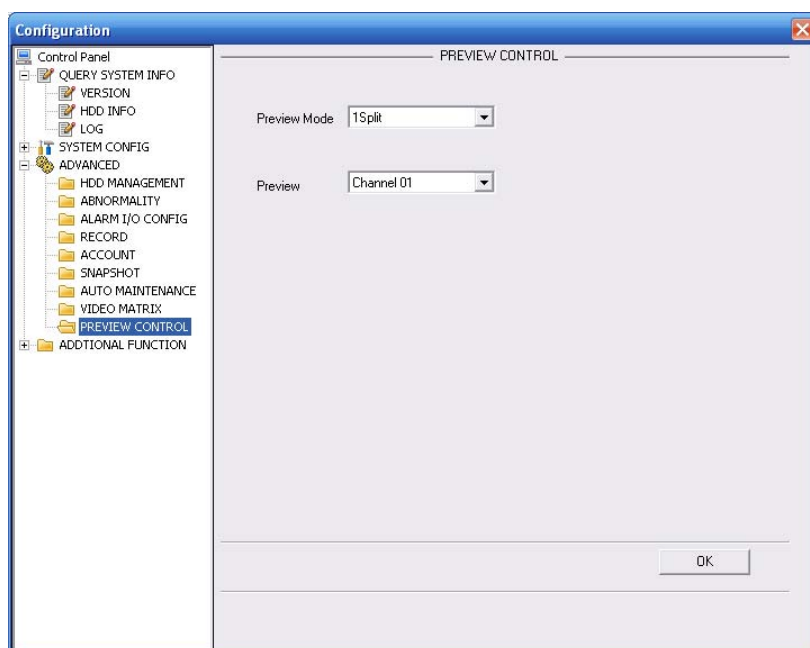 Configuration
Control Panel
QUERY SYSTEM INFO
VERSION
HDD INFO
LOG
SYSTEM CONFIG
ADVANCED
HDD MANAGEMENT
ABNORMALITY
ALARM I/O CONFIG
RECORD
ACCOUNT
SNAPSHOT
AUTO MAINTENANCE
VIDEO MATRIX
PREVIEW CONTROL
ADDTIONAL FUNCTION
PREVIEW CONTROL
Preview Mode 1Split
Preview Channel 01
OK